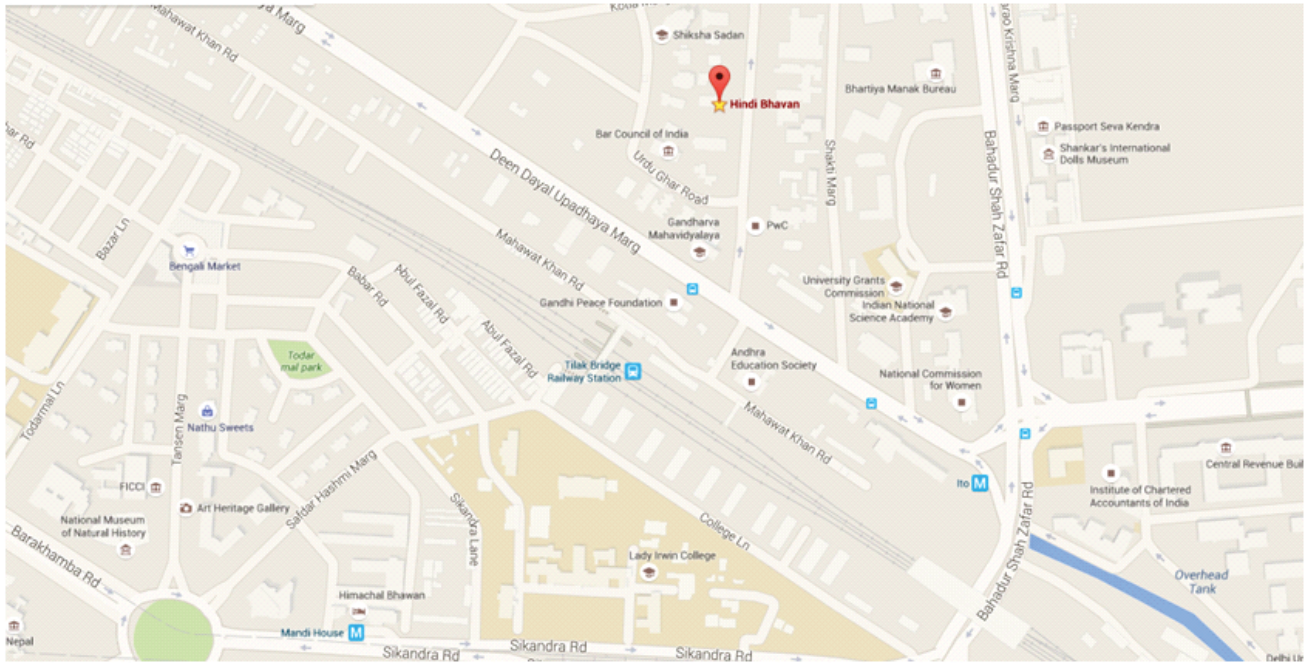 Mahawat Khan Rd
ya Marg
Shiksha Sadan
Hindi Bhavan
Bhartiya Manak Bureau
rao Krishna Marg
Passport Seva Kendra
Shankar's International
Dolls Museum
Bar Council of India
Urdu Ghar Road
Shakti Marg
Bahadur Shah Zafar Rd
Deen Dayal Upadhaya Marg
bar Rd
Bazar Ln
Gandharva
Mahavidyalaya
PwC
Bengali Market
Mahawat Khan Rd
Babar Rd
Abul Fazal Rd
Gandhi Peace Foundation
University Grants
Commission
Indian National
Science Academy
Abul Fazal Rd
Todar
mal park
Tilak Bridge
Railway Station
Andhra
Education Society
National Commission
for Women
Todarmal Ln
Tansen Marg
Nathu Sweets
Mahawat Khan Rd
Central Revenue Buil
FICCI
Safdar Hashmi Marg
Ito
M
Institute of Chartered
Accountants of India
Art Heritage Gallery
National Museum
of Natural History
Sikandra Lane
College Ln
Bahadur Shah Zafar Rd
Barakhamba Rd
Lady Irwin College
Overhead
Tank
Himachal Bhawan
Mandi House
M
Nepal
Sikandra Rd
Sikandra Rd
Sikandra Rd
Delhi Un